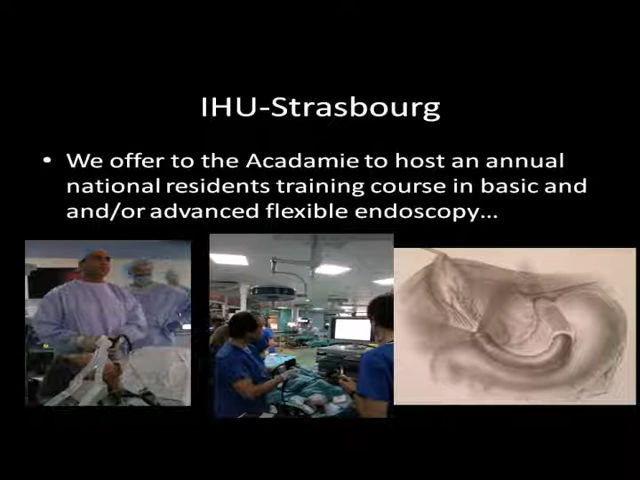 IHU-Strasbourg
• We offer to the Acadamie to host an annual
national residents training course in basic and
and/or advanced flexible endoscopy...